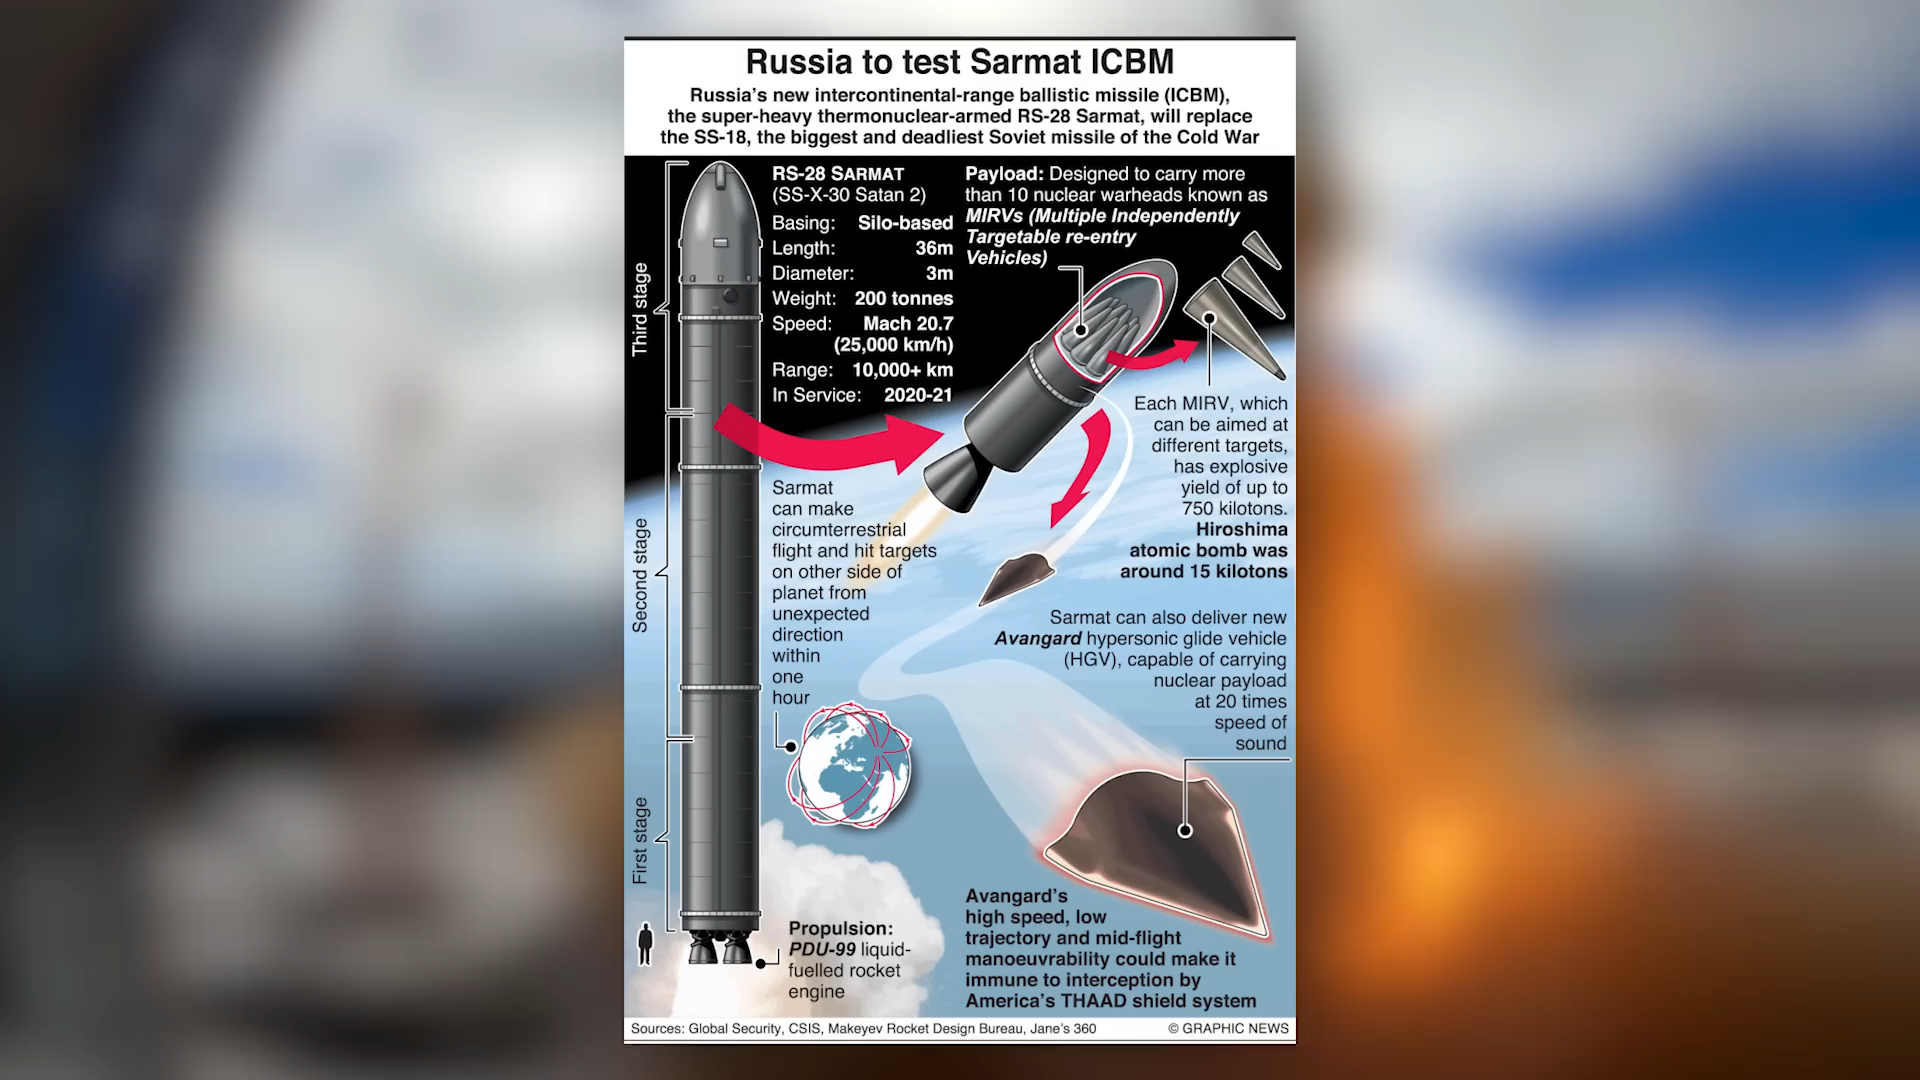 Russia to test Sarmat ICBM
Russia's new intercontinental-range ballistic missile (ICBM),
the super-heavy thermonuclear-armed RS-28 Sarmat, will replace
the SS-18, the biggest and deadliest Soviet missile of the Cold War
Third stage
Second stage
First stage
RS-28 SARMAT
(SS-X-30 Satan 2)
Basing: Silo-based
Length: 36m
Diameter: 3m
Weight: 200 tonnes
Speed: Mach 20.7
(25,000 km/h)
Range: 10,000+ km
In Service: 2020-21
Payload: Designed to carry more
than 10 nuclear warheads known as
MIRVs (Multiple Independently
Targetable re-entry
Vehicles)
Each MIRV, which
can be aimed at
different targets,
has explosive
yield of up to
750 kilotons.
Hiroshima
atomic bomb was
around 15 kilotons
Sarmat
can make
circumterrestrial
flight and hit targets
on other side of
planet from
unexpected
direction
within
one
hour
Sarmat can also deliver new
Avangard hypersonic glide vehicle
(HGV), capable of carrying
nuclear payload
at 20 times
speed of
sound
Propulsion:
PDU-99 liquid-
fuelled rocket
engine
Avangard's
high speed, low
trajectory and mid-flight
manoeuvrability could make it
immune to interception by
America's THAAD shield system
Sources: Global Security, CSIS, Makeyev Rocket Design Bureau, Jane's 360
© GRAPHIC NEWS